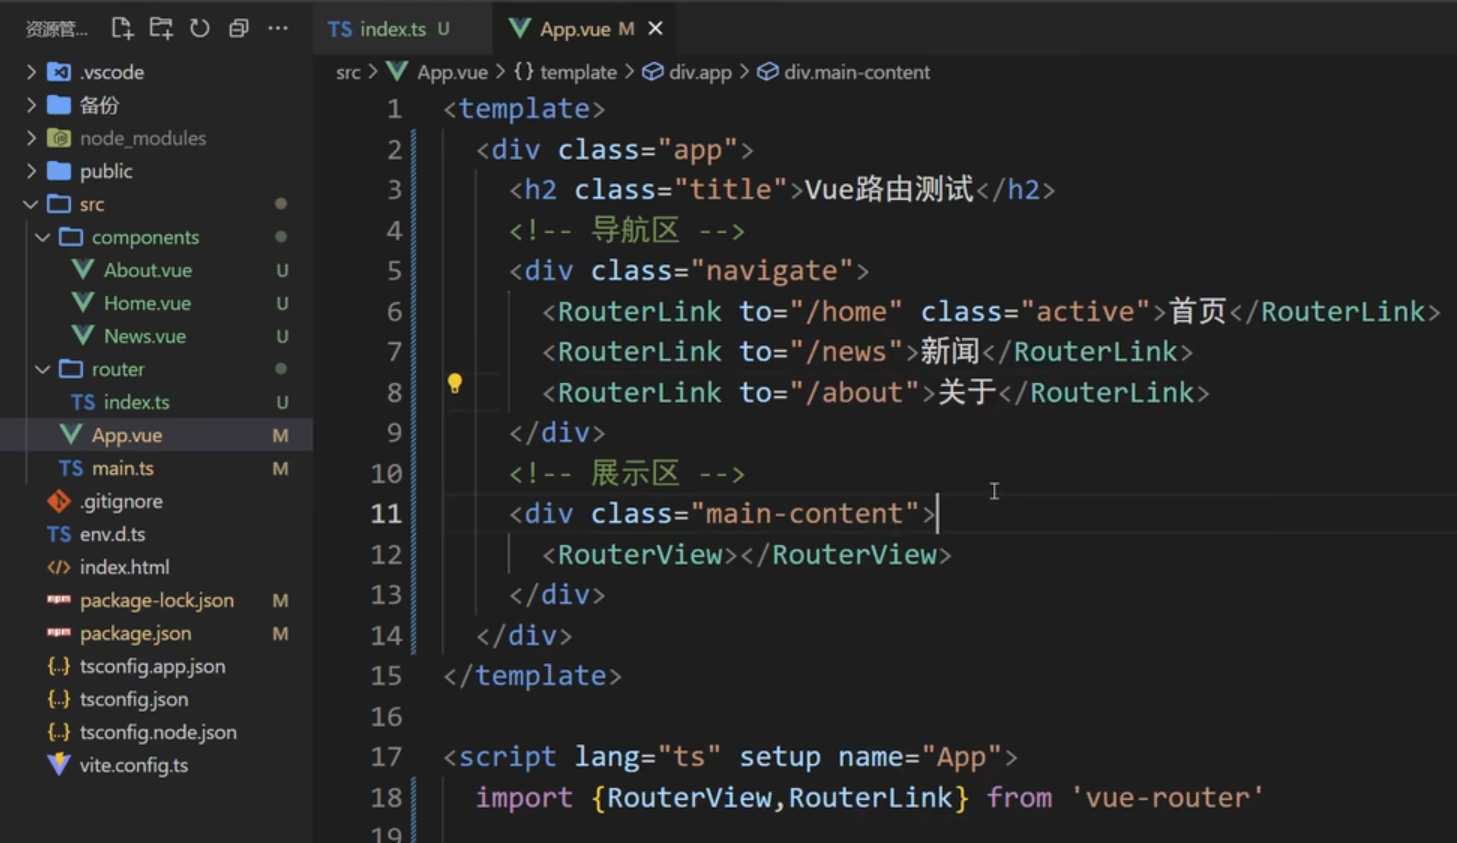 资源管...
TS index.ts U
App.vue M
src > App.vue > {} template > div.app > div.main-content
.vscode
备份
node_modules
public
src
components
About.vue U
Home.vue U
News.vue U
router
TS index.ts U
App.vue M
TS main.ts M
.gitignore
TS env.d.ts
index.html
package-lock.json M
package.json M
{..} tsconfig.app.json
{..} tsconfig.json
{..} tsconfig.node.json
vite.config.ts
1 <template>
2 <div class="app">
3 <h2 class="title">Vue路由测试</h2>
4 <!-- 导航区 -->
5 <div class="navigate">
6 <RouterLink to="/home" class="active">首页</RouterLink>
7 <RouterLink to="/news">新闻</RouterLink>
8 <RouterLink to="/about">关于</RouterLink>
9 </div>
10 <!-- 展示区 -->
11 <div class="main-content">
12 <RouterView></RouterView>
13 </div>
14 </div>
15 </template>
16
17 <script lang="ts" setup name="App">
18 import {RouterView,RouterLink} from 'vue-router'
19